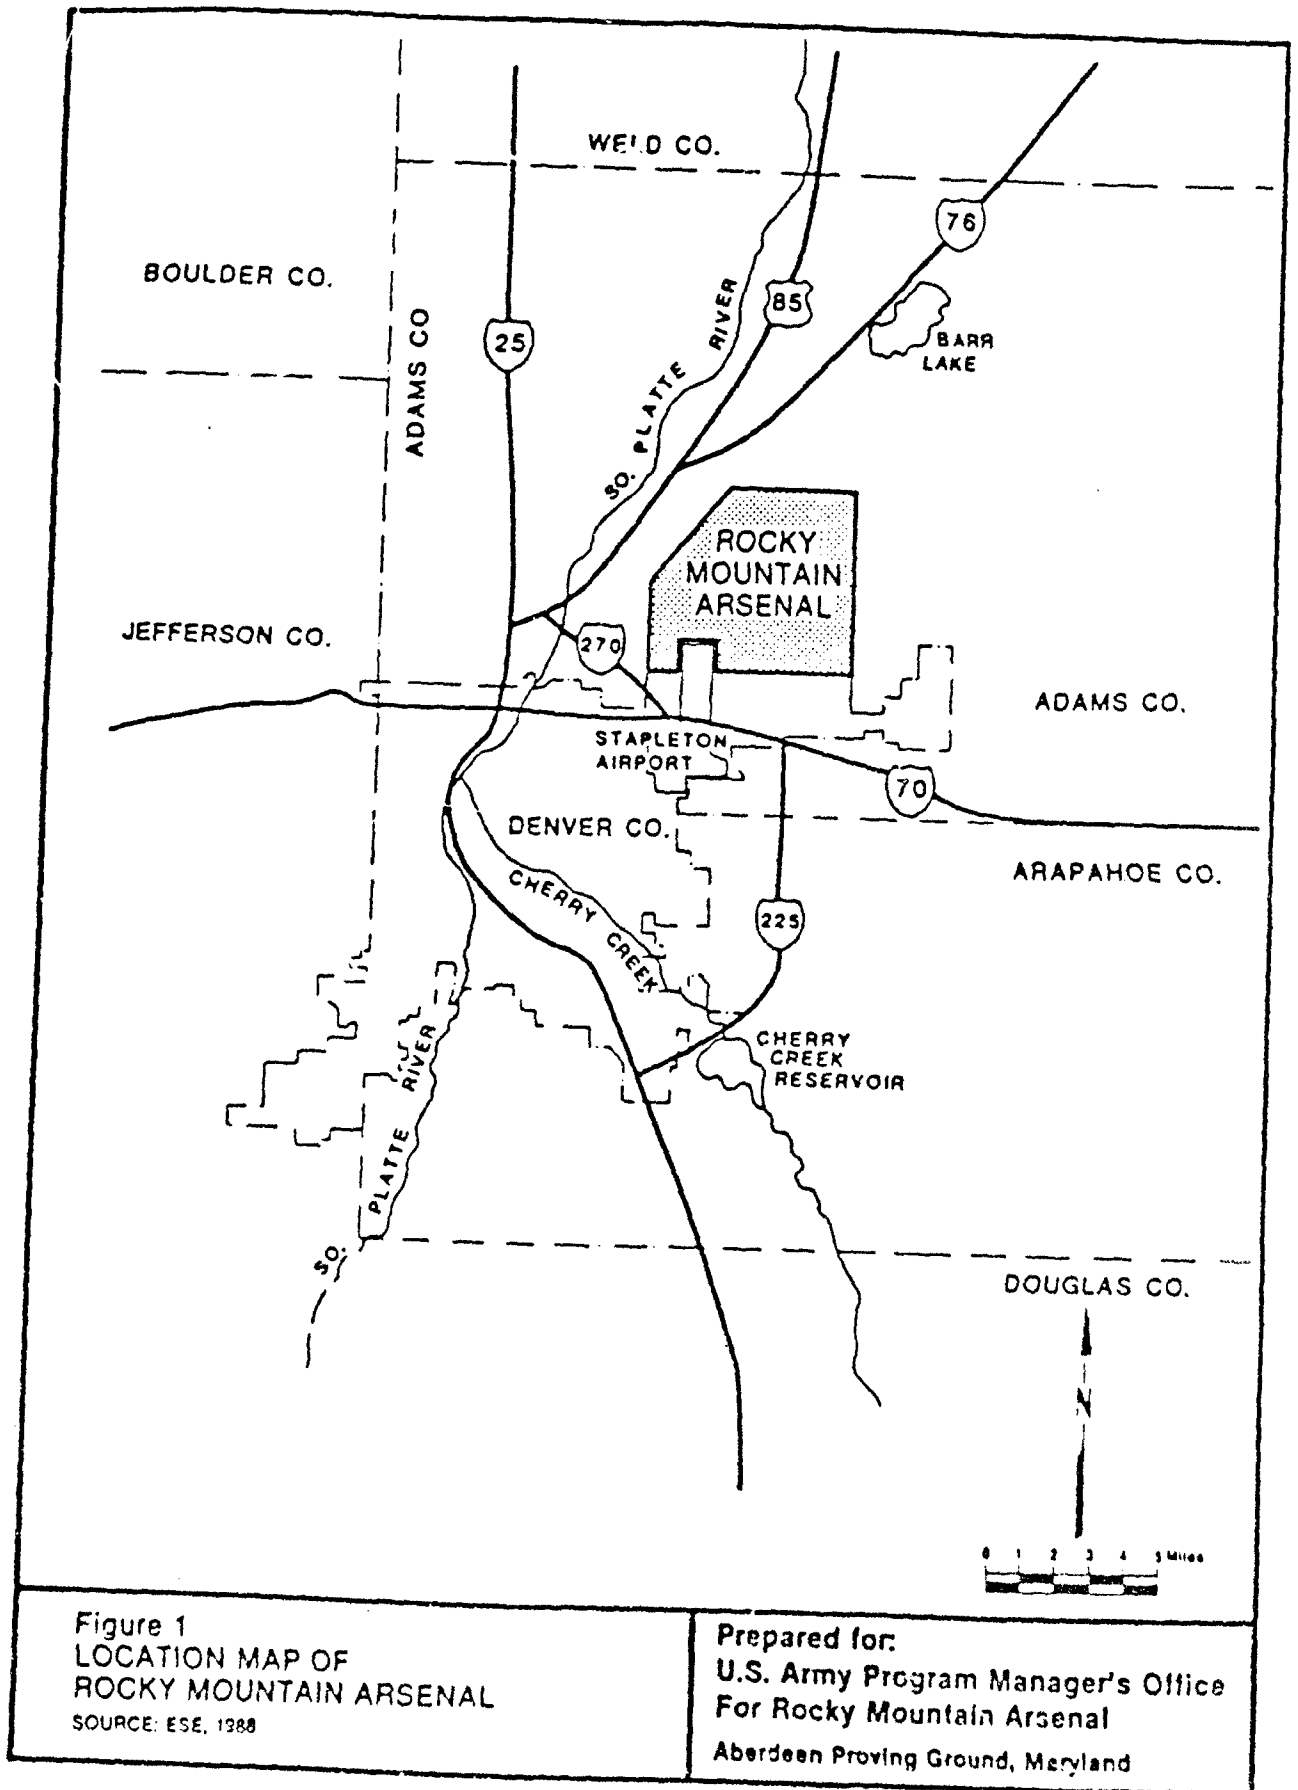 WELD CO.
76
BOULDER CO.
85
ADAMS CO
25
SO. PLATTE RIVER
BARR
LAKE
ROCKY
MOUNTAIN
ARSENAL
JEFFERSON CO.
270
ADAMS CO.
STAPLETON
AIRPORT
70
DENVER CO.
ARAPAHOE CO.
CHERRY CREEK
225
CHERRY
CREEK
RESERVOIR
SO. PLATTE RIVER
DOUGLAS CO.
N
0 1 2 3 4 5 Miles
Figure 1
LOCATION MAP OF
ROCKY MOUNTAIN ARSENAL
SOURCE: ESE, 1988
Prepared for:
U.S. Army Program Manager's Office
For Rocky Mountain Arsenal
Aberdeen Proving Ground, Maryland